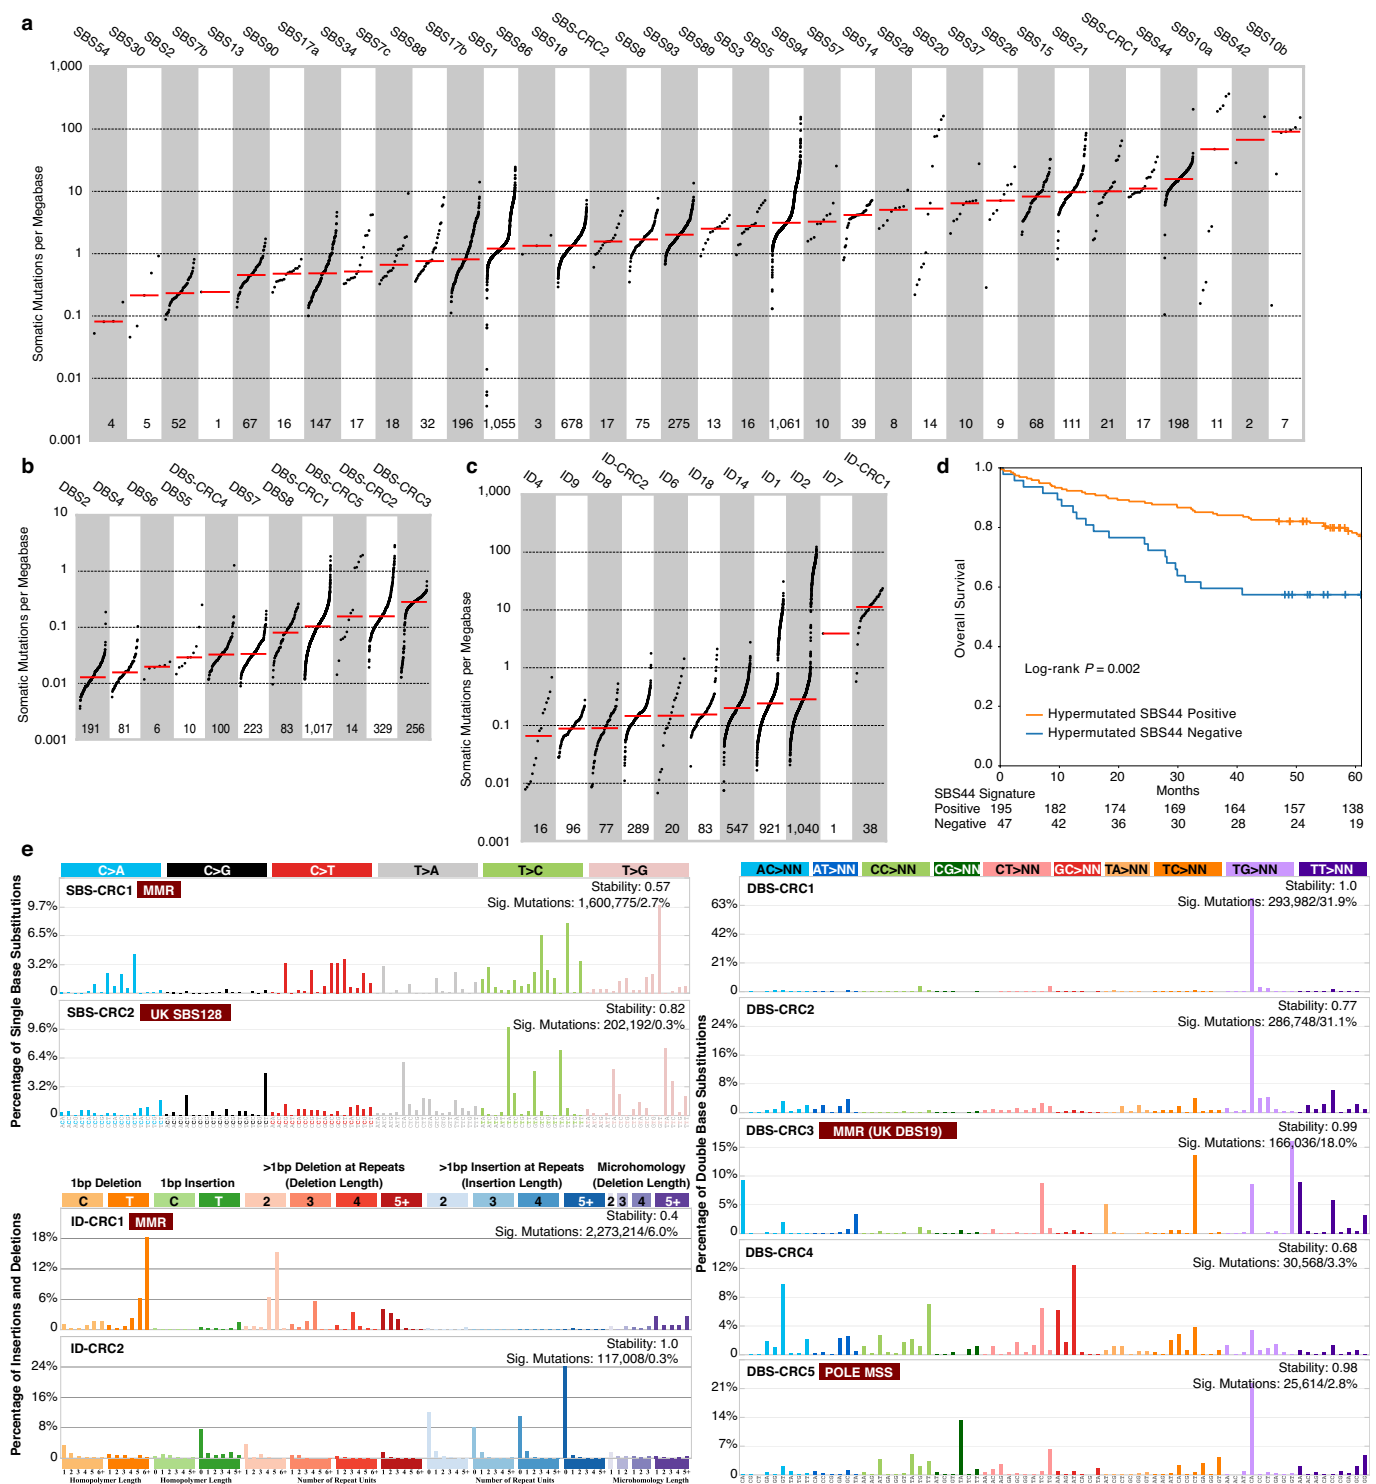 a
SBS54 SBS30 SBS2 SBS7b SBS13 SBS90 SBS17a SBS34 SBS7c SBS88 SBS17b SBS1 SBS86 SBS18 SBS-CRC2 SBS8 SBS93 SBS89 SBS3 SBS5 SBS94 SBS57 SBS14 SBS28 SBS20 SBS37 SBS26 SBS15 SBS21 SBS-CRC1 SBS44 SBS10a SBS42 SBS10b
Somatic Mutations per Megabase
1,000
100
10
1
0.1
0.01
0.001
4 5 52 1 67 16 147 17 18 32 196 1,055 3 678 17 75 275 13 16 1,061 10 39 8 14 10 9 68 111 21 17 198 11 2 7
b
DBS2 DBS4 DBS6 DBS5 DBS-CRC4 DBS7 DBS8 DBS-CRC1 DBS-CRC5 DBS-CRC2 DBS-CRC3
Somatic Mutations per Megabase
10
1
0.1
0.01
0.001
191 81 6 10 100 223 83 1,017 14 329 256
c
ID4 ID9 ID8 ID-CRC2 ID6 ID18 ID14 ID1 ID2 ID7 ID-CRC1
Somatic Mutations per Megabase
1,000
100
10
1
0.1
0.01
0.001
16 96 77 289 20 83 547 921 1,040 1 38
d
Overall Survival
1.0
0.8
0.6
0.4
0.2
0.0
Log-rank P = 0.002
Hypermutated SBS44 Positive
Hypermutated SBS44 Negative
0 10 20 30 40 50 60
Months
SBS44 Signature
Positive 195 182 174 169 164 157 138
Negative 47 42 36 30 28 24 19
e
Percentage of Single Base Substitutions
C>A C>G C>T T>A T>C T>G
SBS-CRC1 MMR
Stability: 0.57
Sig. Mutations: 1,600,775/2.7%
9.7%
6.5%
3.2%
0
SBS-CRC2 UK SBS128
Stability: 0.82
Sig. Mutations: 202,192/0.3%
9.6%
6.4%
3.2%
0
Percentage of Insertions and Deletions
1bp Deletion 1bp Insertion >1bp Deletion at Repeats (Deletion Length) >1bp Insertion at Repeats (Insertion Length) Microhomology (Deletion Length)
C T C T 2 3 4 5+ 2 3 4 5+ 2 3 4 5+
ID-CRC1 MMR
Stability: 0.4
Sig. Mutations: 2,273,214/6.0%
18%
12%
6%
0
ID-CRC2
Stability: 1.0
Sig. Mutations: 117,008/0.3%
24%
16%
8%
0
Homopolymer Length Homopolymer Length Number of Repeat Units Number of Repeat Units Microhomology Length
Percentage of Double Base Substitutions
AC>NN AT>NN CC>NN CG>NN CT>NN GC>NN TA>NN TC>NN TG>NN TT>NN
DBS-CRC1
Stability: 1.0
Sig. Mutations: 293,982/31.9%
63%
42%
21%
0
DBS-CRC2
Stability: 0.77
Sig. Mutations: 286,748/31.1%
24%
16%
8%
0
DBS-CRC3 MMR (UK DBS19)
Stability: 0.99
Sig. Mutations: 166,036/18.0%
15%
10%
5%
0
DBS-CRC4
Stability: 0.68
Sig. Mutations: 30,568/3.3%
12%
8%
4%
0
DBS-CRC5 POLE MSS
Stability: 0.98
Sig. Mutations: 25,614/2.8%
21%
14%
7%
0